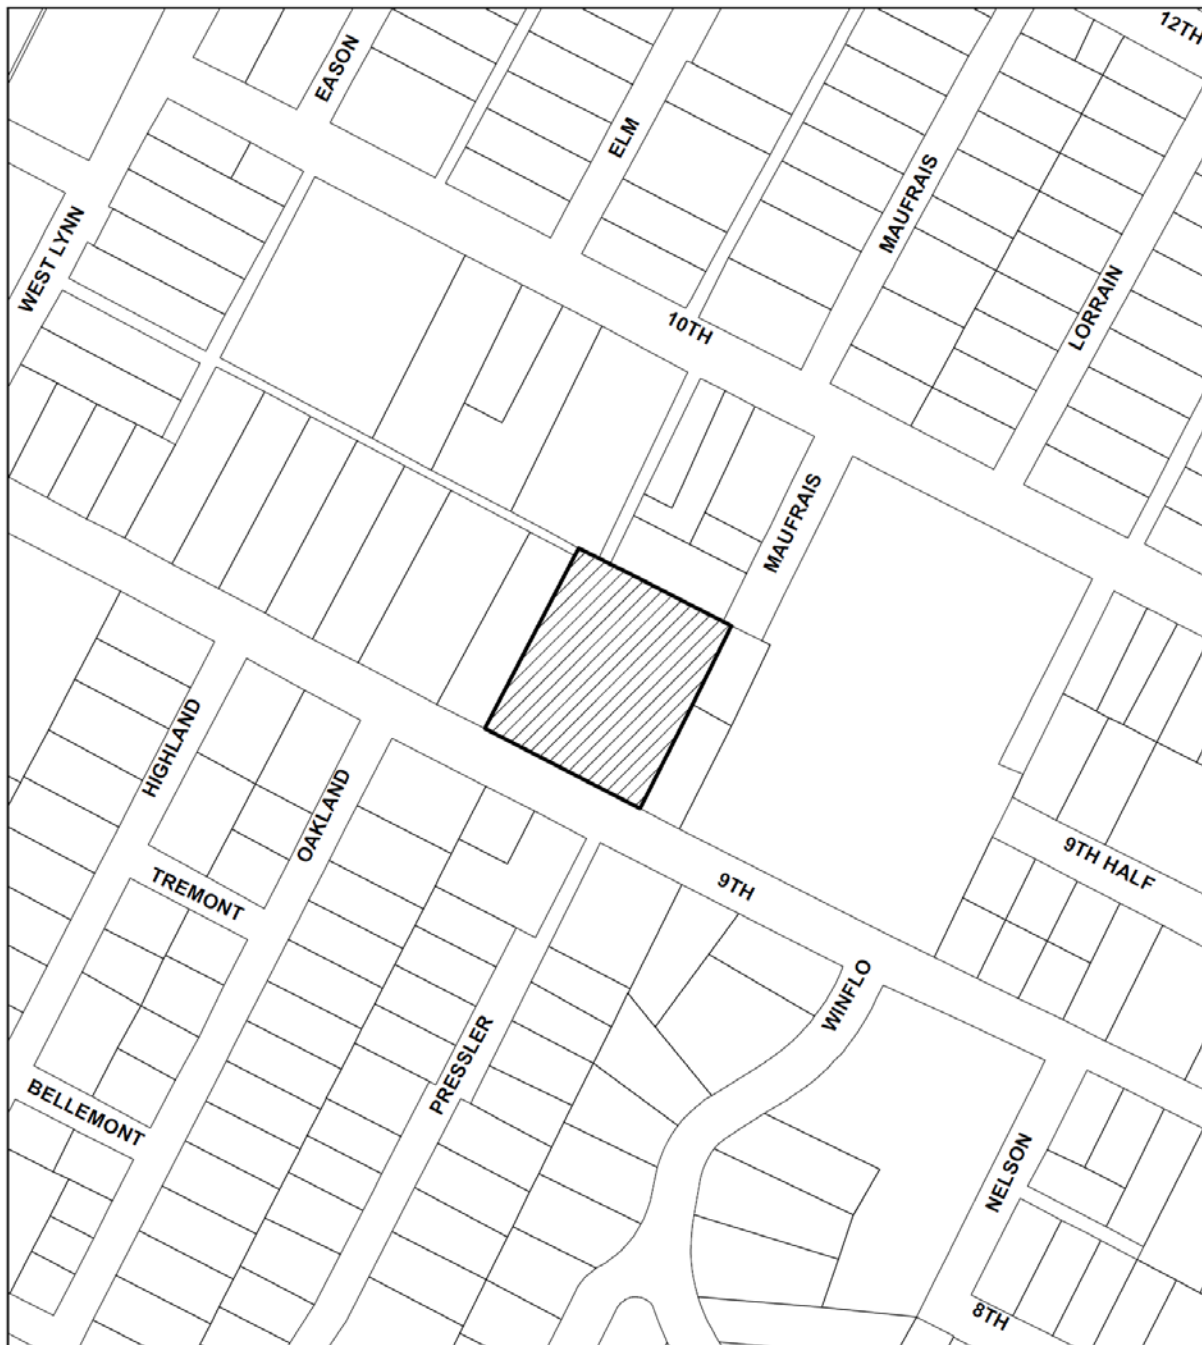 12TH
EASON
ELM
MAUFRAIS
WEST LYNN
LORRAIN
10TH
MAUFRAIS
HIGHLAND
OAKLAND
9TH HALF
TREMONT
9TH
WINFLO
PRESSLER
BELLEMONT
NELSON
8TH